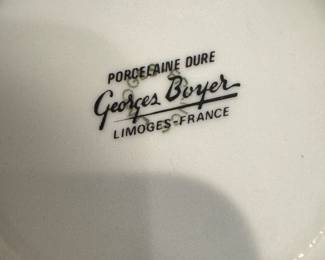 PORCELAINE DURE
Georges Boyer
LIMOGES-FRANCE